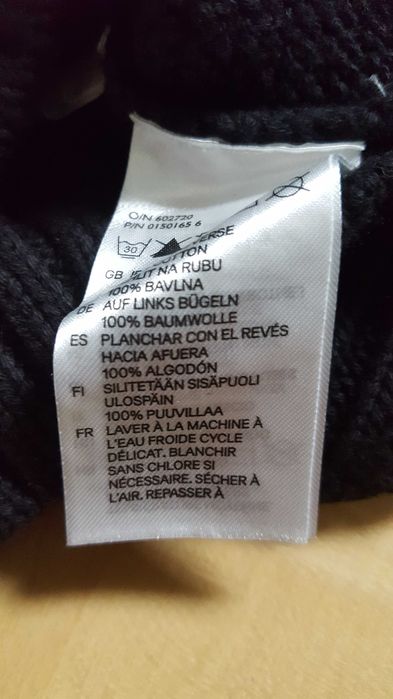 O/N 602720
P/N 0150165 6
30
ERSE
GB
NA RUBU
100% BAVLNA
DE AUF LINKS BÜGELN
100% BAUMWOLLE
ES PLANCHAR CON EL REVÉS
HACIA AFUERA
100% ALGODÓN
FI SILITETÄÄN SISÄPUOLI
ULOSPÄIN
100% PUUVILLAA
FR LAVER À LA MACHINE À
L'EAU FROIDE CYCLE
DÉLICAT. BLANCHIR
SANS CHLORE SI
NÉCESSAIRE. SÉCHER À
L'AIR. REPASSER À